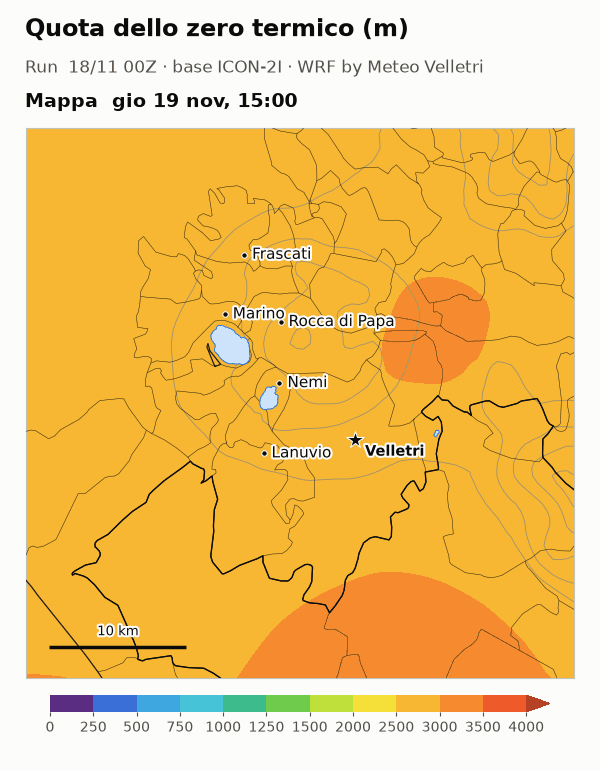 Quota dello zero termico (m)
Run  18/11 00Z · base ICON-2I · WRF by Meteo Velletri
Mappa  gio 19 nov, 15:00
Frascati
Marino
Rocca di Papa
Nemi
Velletri
Lanuvio
10 km
0 250 500 750 1000 1250 1500 2000 2500 3000 3500 4000